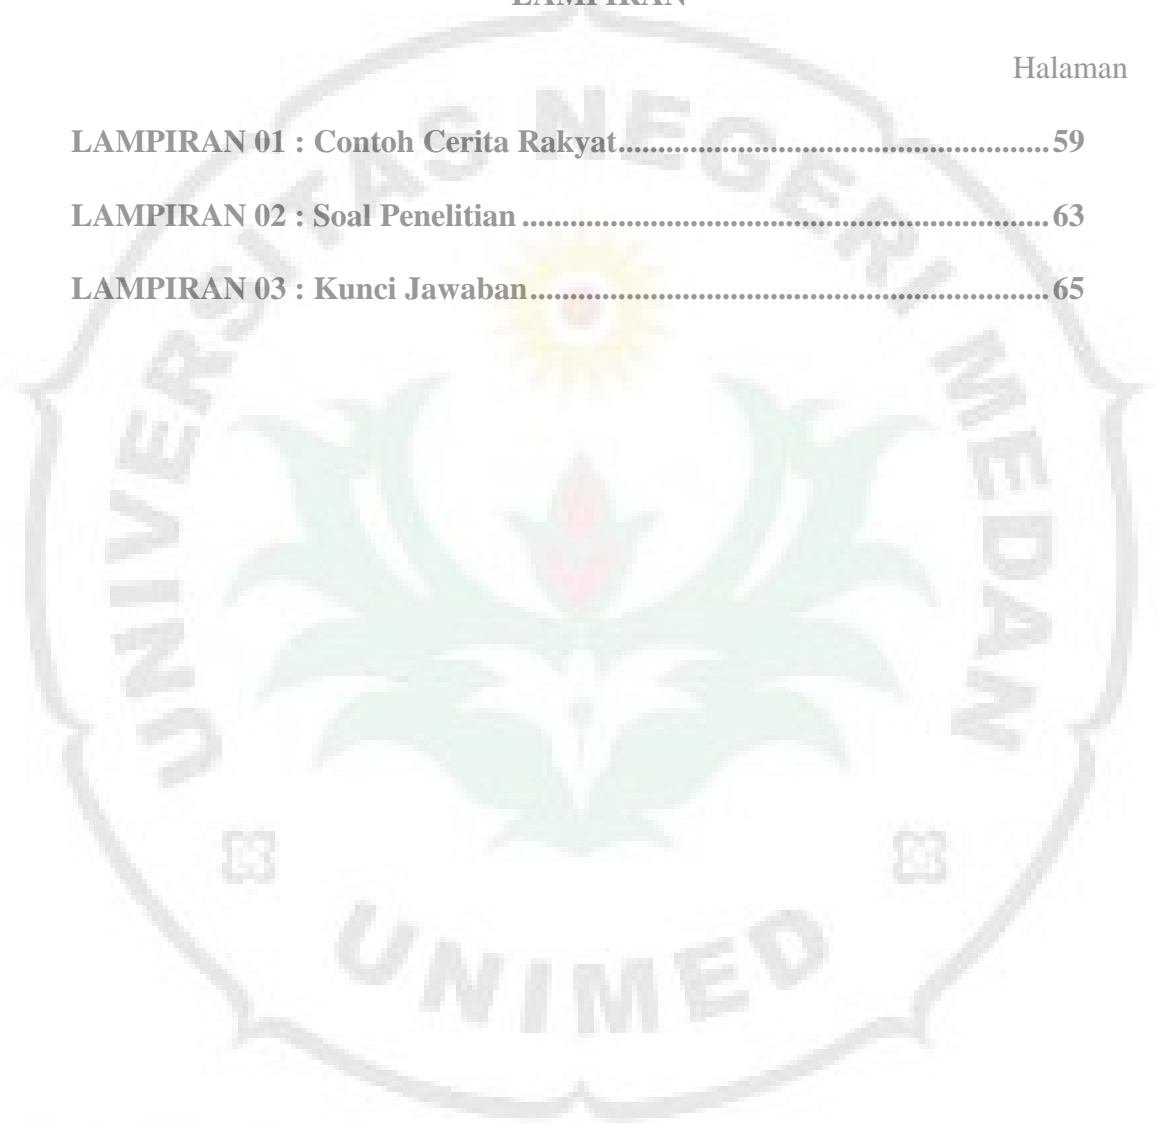 LAMPIRAN
Halaman
LAMPIRAN 01 : Contoh Cerita Rakyat......................................................59
LAMPIRAN 02 : Soal Penelitian ..................................................................63
LAMPIRAN 03 : Kunci Jawaban.................................................................65
UNIVERSITAS NEGERI MEDAN
UNIMED